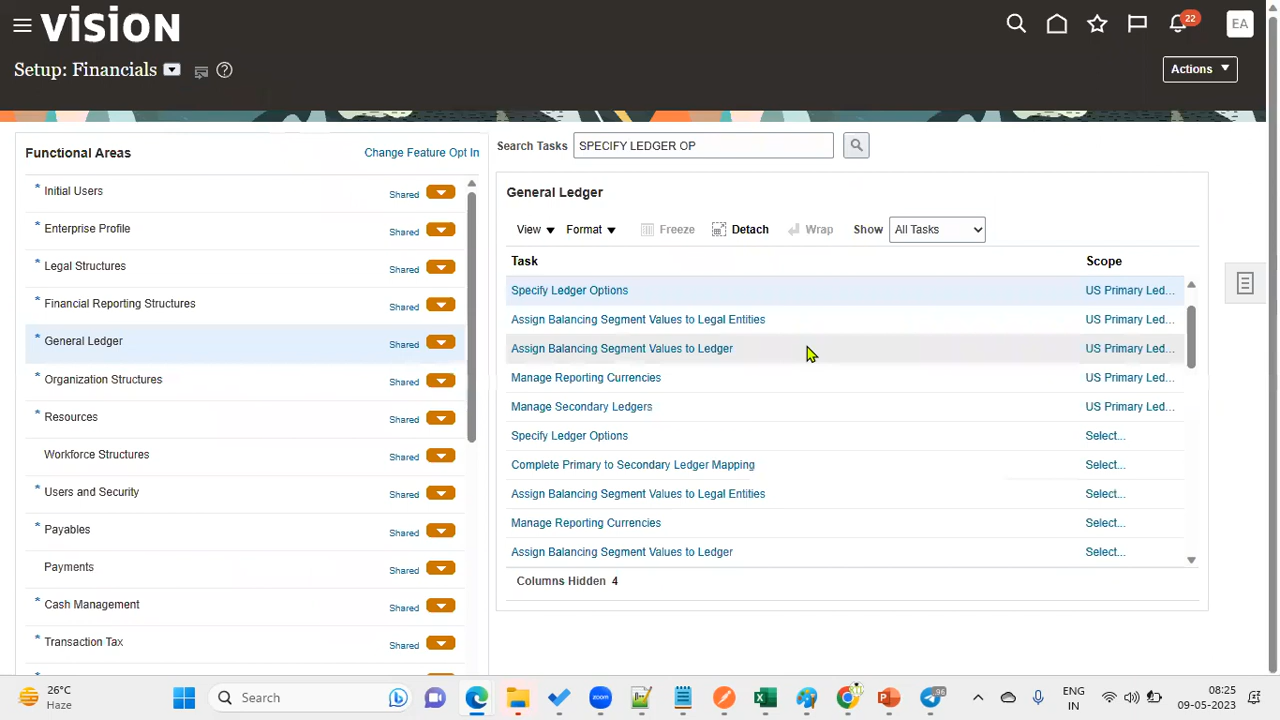 vision
22
EA
Setup: Financials
Actions
Functional Areas
Change Feature Opt In
* Initial Users Shared
* Enterprise Profile Shared
* Legal Structures Shared
* Financial Reporting Structures Shared
* General Ledger Shared
* Organization Structures Shared
* Resources Shared
Workforce Structures Shared
* Users and Security Shared
* Payables Shared
Payments Shared
* Cash Management Shared
* Transaction Tax Shared
Search Tasks SPECIFY LEDGER OP
General Ledger
View Format Freeze Detach Wrap Show All Tasks
Task Scope
Specify Ledger Options US Primary Led...
Assign Balancing Segment Values to Legal Entities US Primary Led...
Assign Balancing Segment Values to Ledger US Primary Led...
Manage Reporting Currencies US Primary Led...
Manage Secondary Ledgers US Primary Led...
Specify Ledger Options Select...
Complete Primary to Secondary Ledger Mapping Select...
Assign Balancing Segment Values to Legal Entities Select...
Manage Reporting Currencies Select...
Assign Balancing Segment Values to Ledger Select...
Columns Hidden 4
26°C
Haze
Search
zoom
96
ENG
IN
08:25
09-05-2023